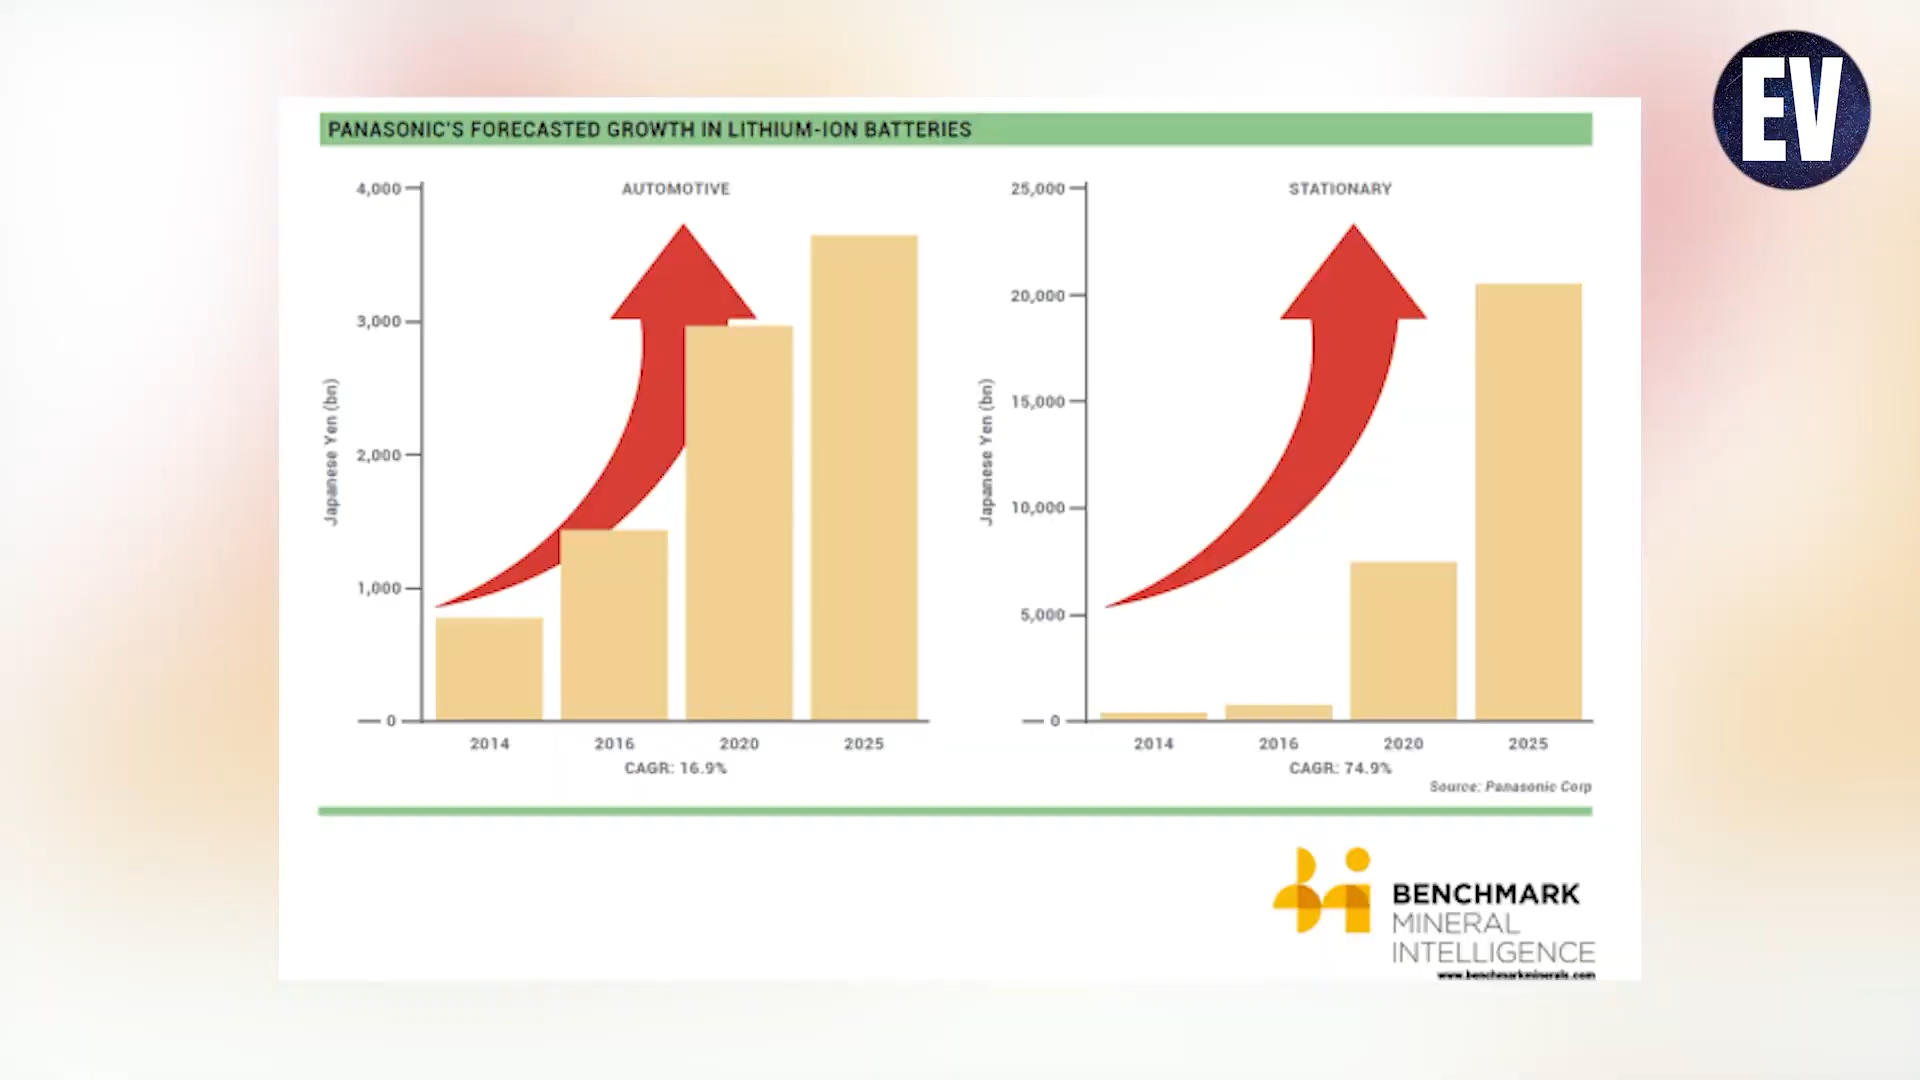 EV
PANASONIC'S FORECASTED GROWTH IN LITHIUM-ION BATTERIES
AUTOMOTIVE
4,000
3,000
2,000
1,000
0
Japanese Yen (bn)
2014 2016 2020 2025
CAGR: 16.9%
STATIONARY
25,000
20,000
15,000
10,000
5,000
0
Japanese Yen (bn)
2014 2016 2020 2025
CAGR: 74.9%
Source: Panasonic Corp
BENCHMARK
MINERAL
INTELLIGENCE
www.benchmarkminerals.com